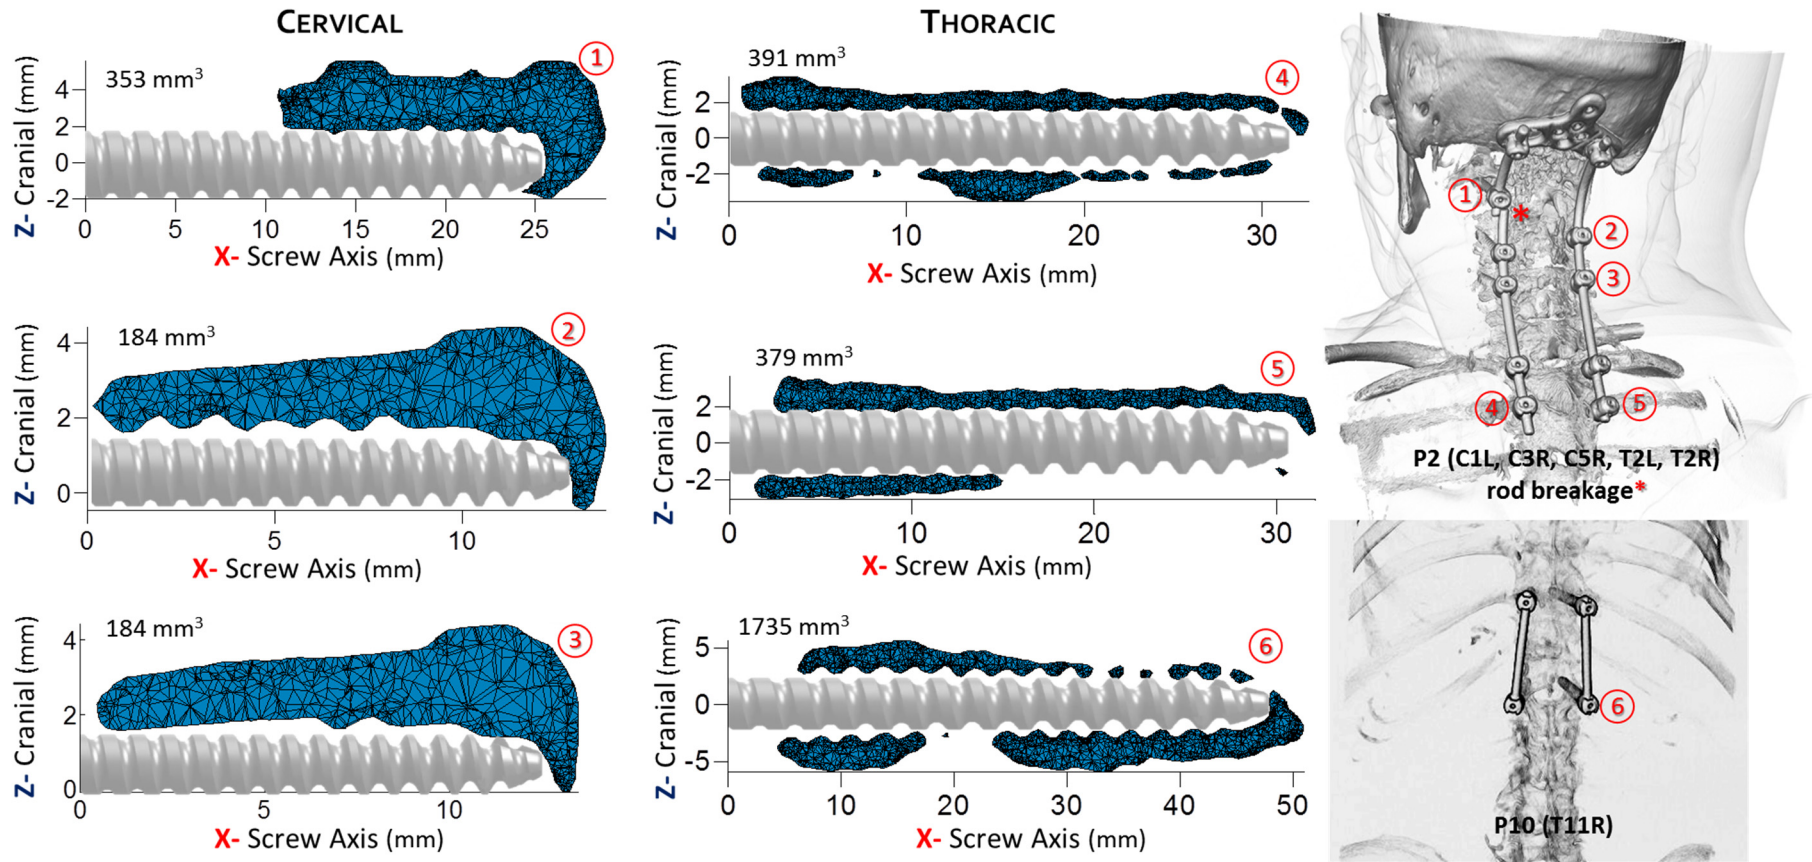 CERVICAL
353 mm³
①
Z- Cranial (mm)
4
2
0
-2
0 5 10 15 20 25
X- Screw Axis (mm)
184 mm³
②
Z- Cranial (mm)
4
2
0
0 5 10
X- Screw Axis (mm)
184 mm³
③
Z- Cranial (mm)
4
2
0
0 5 10
X- Screw Axis (mm)
THORACIC
391 mm³
④
Z- Cranial (mm)
2
0
-2
0 10 20 30
X- Screw Axis (mm)
379 mm³
⑤
Z- Cranial (mm)
2
0
-2
0 10 20 30
X- Screw Axis (mm)
1735 mm³
⑥
Z- Cranial (mm)
5
0
-5
0 10 20 30 40 50
X- Screw Axis (mm)
①
*
②
③
④
⑤
P2 (C1L, C3R, C5R, T2L, T2R)
rod breakage*
⑥
P10 (T11R)